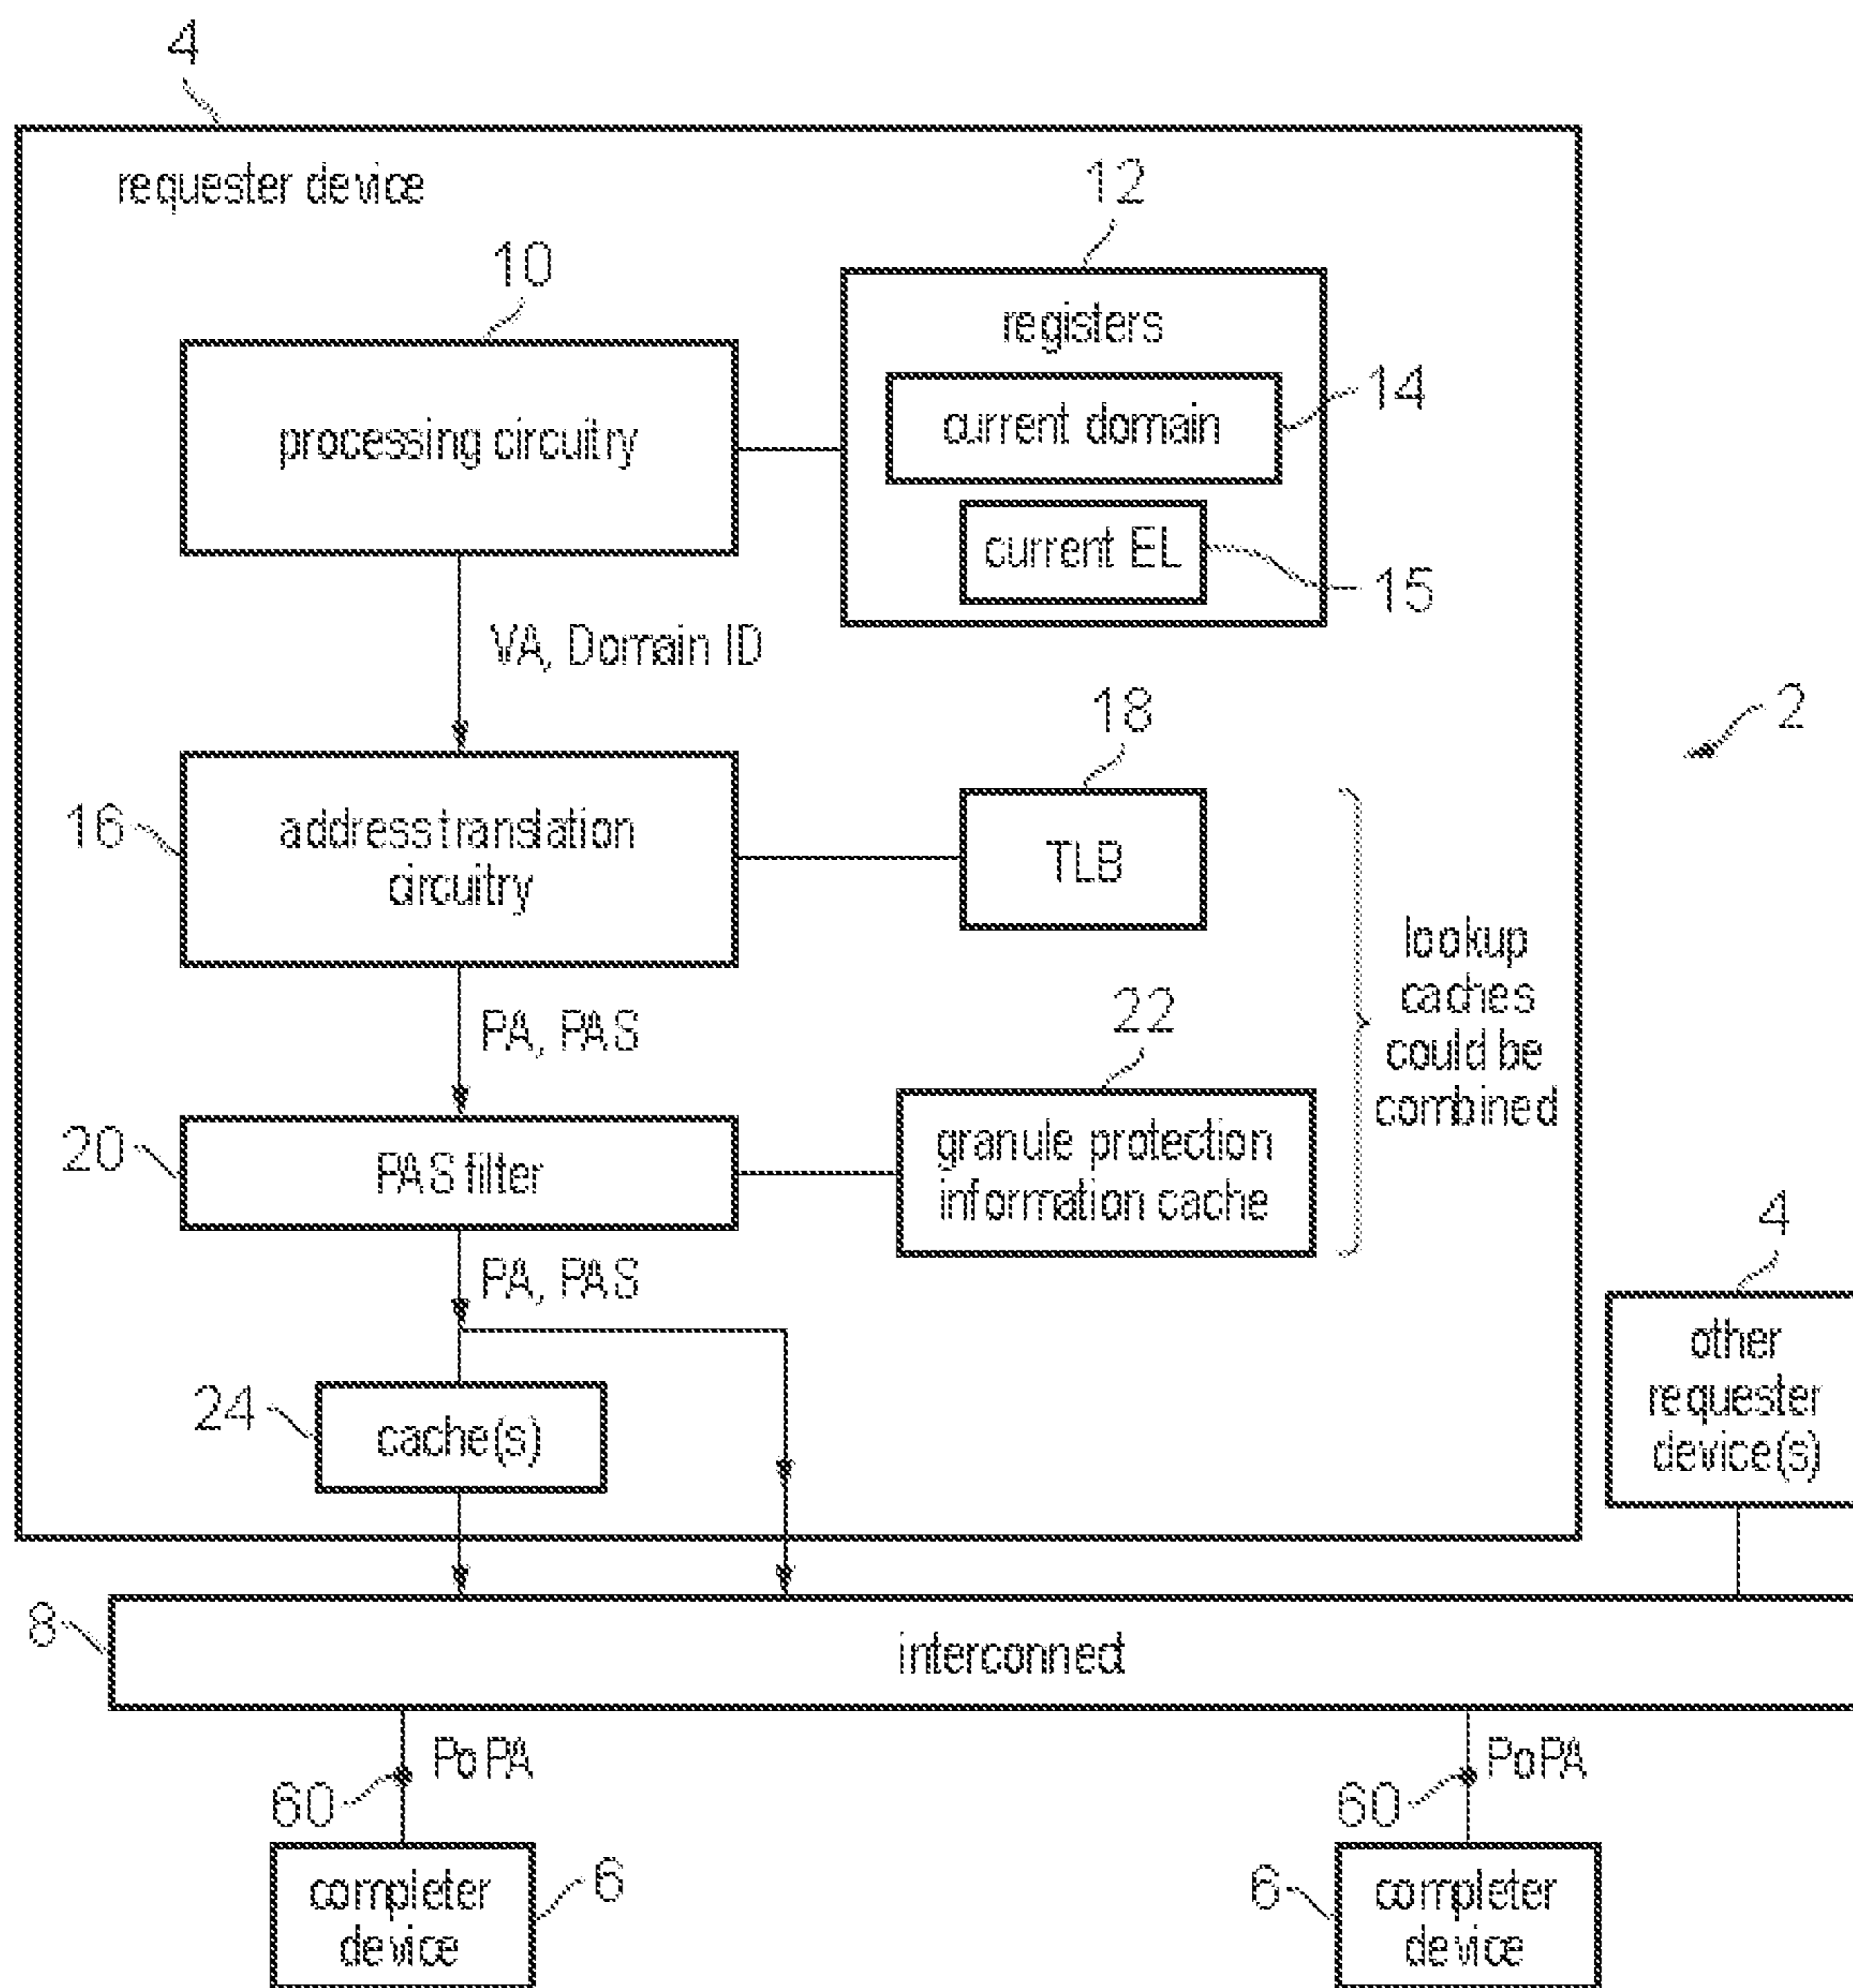 4
requester device
12
10
registers
current domain
14
processing circuitry
current EL
15
VA, Domain ID
18
2
16
address translation
circuitry
TLB
lookup
caches
could be
combined
PA, PAS
22
20
PAS filter
granule protection
information cache
4
PA, PAS
other
requester
device(s)
24
cache(s)
8
interconnect
PoPA
PoPA
60
60
completer
device
6
6
completer
device